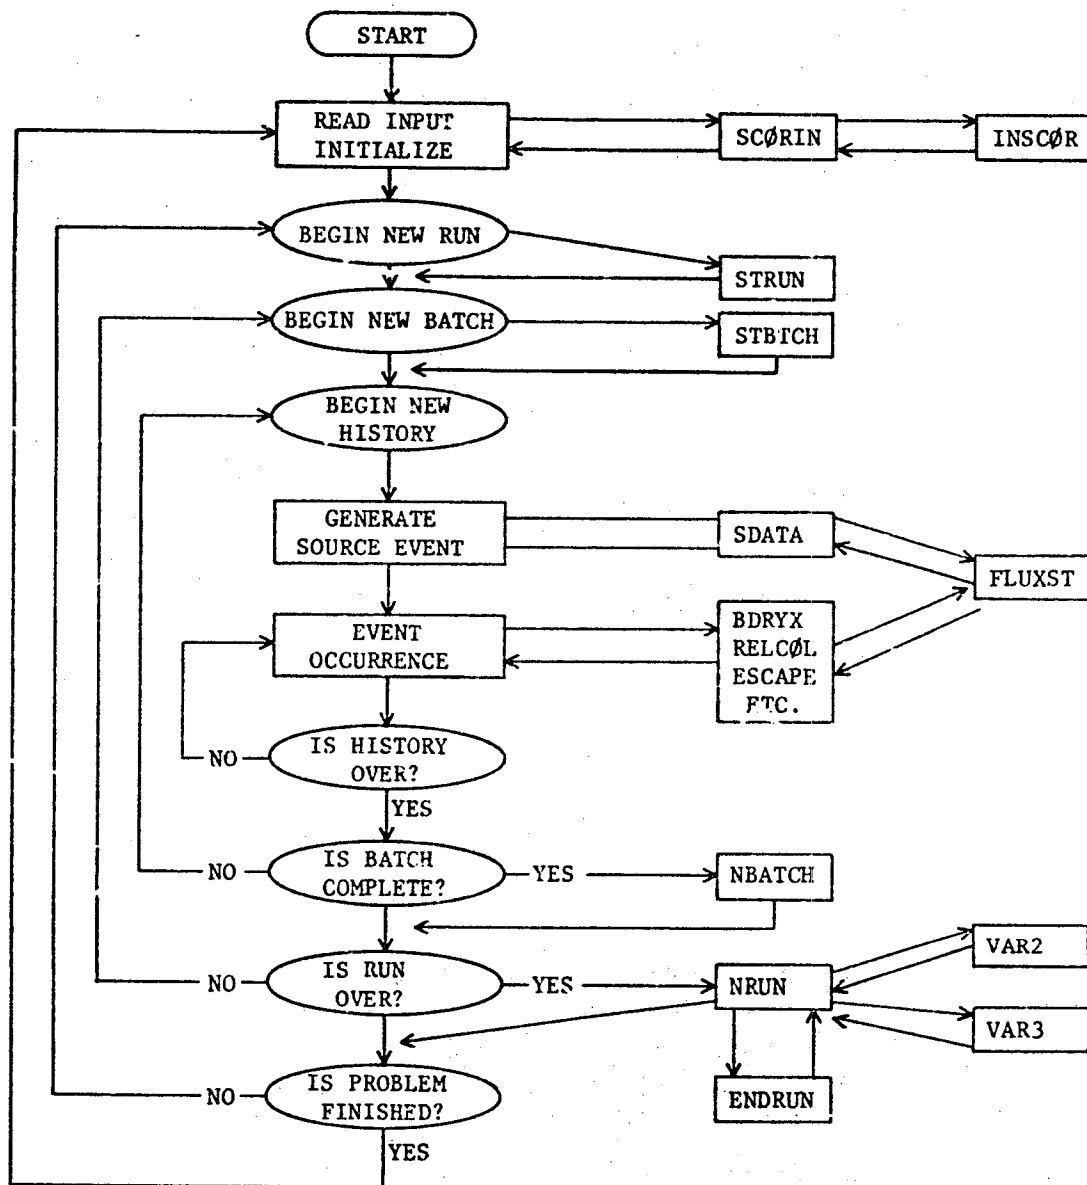 START
READ INPUT
INITIALIZE
SCØRIN
INSCØR
BEGIN NEW RUN
STRUN
BEGIN NEW BATCH
STBTCH
BEGIN NEW
HISTORY
GENERATE
SOURCE EVENT
SDATA
FLUXST
EVENT
OCCURRENCE
BDRYX
RELCØL
ESCAPE
ETC.
IS HISTORY
OVER?
NO
YES
IS BATCH
COMPLETE?
NO
YES
NBATCH
IS RUN
OVER?
NO
YES
NRUN
VAR2
VAR3
IS PROBLEM
FINISHED?
NO
ENDRUN
YES